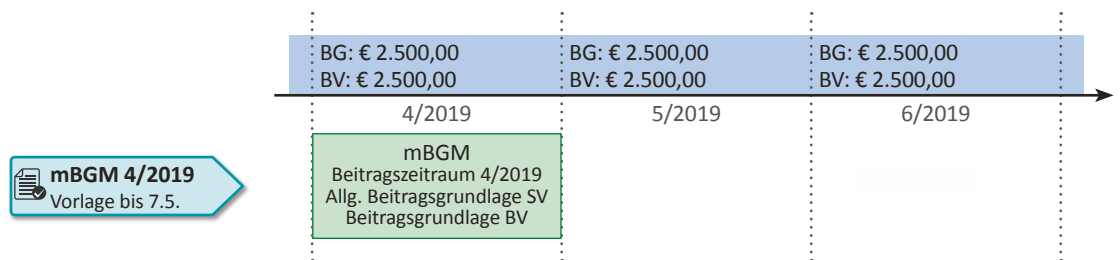 BG: € 2.500,00
BV: € 2.500,00
BG: € 2.500,00
BV: € 2.500,00
BG: € 2.500,00
BV: € 2.500,00
4/2019
5/2019
6/2019
mBGM 4/2019
Vorlage bis 7.5.
mBGM
Beitragszeitraum 4/2019
Allg. Beitragsgrundlage SV
Beitragsgrundlage BV